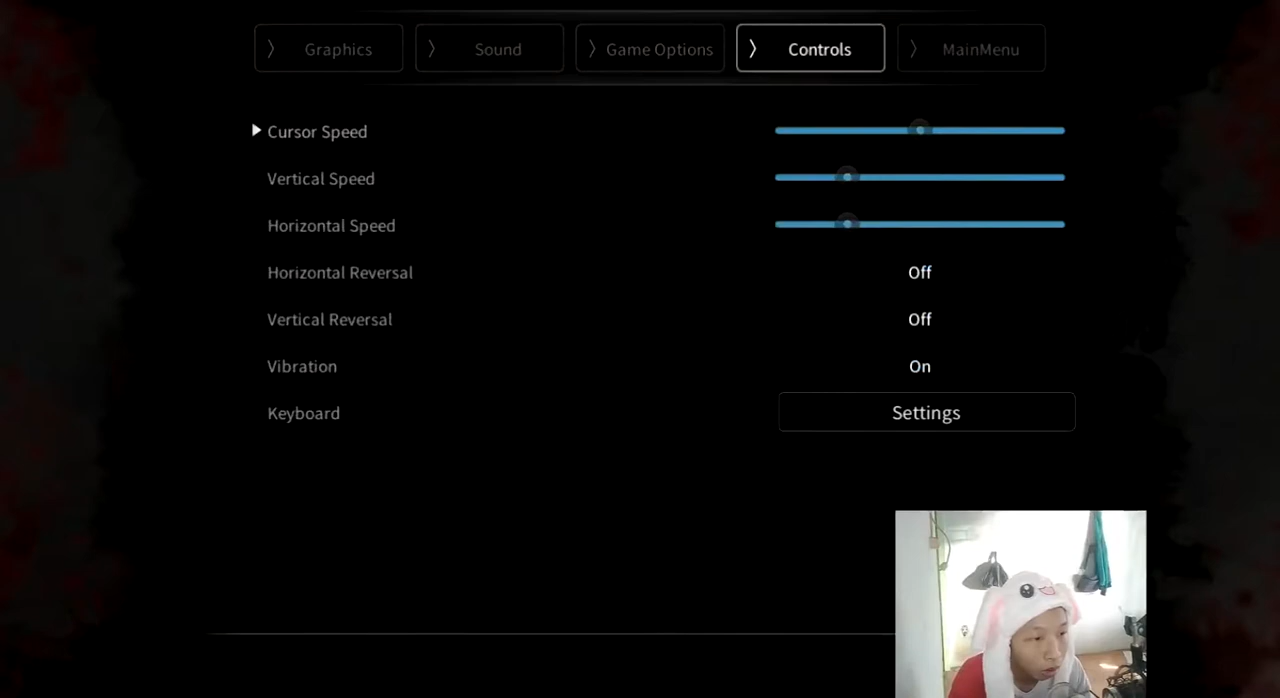 Graphics Sound Game Options Controls MainMenu
Cursor Speed
Vertical Speed
Horizontal Speed
Horizontal Reversal Off
Vertical Reversal Off
Vibration On
Keyboard Settings